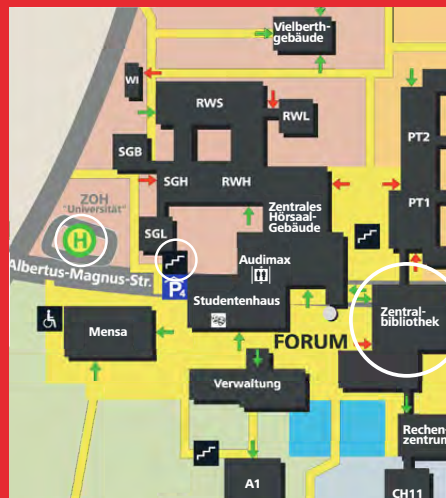 Vielberth-
gebäude
WI
RWS
RWL
PT2
SGB
SGH
RWH
ZOH
"Universität"
Zentrales
Hörsaal-
Gebäude
PT1
SGL
H
Audimax
Albertus-Magnus-Str.
P4
Studentenhaus
Zentral-
bibliothek
Mensa
FORUM
Verwaltung
Rechen-
zentrum
A1
CH11